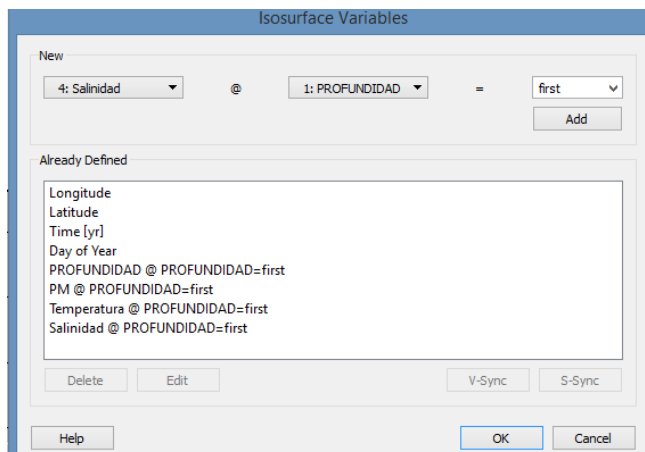 Isosurface Variables
New
4: Salinidad @ 1: PROFUNDIDAD = first
Add
Already Defined
Longitude
Latitude
Time [yr]
Day of Year
PROFUNDIDAD @ PROFUNDIDAD=first
PM @ PROFUNDIDAD=first
Temperatura @ PROFUNDIDAD=first
Salinidad @ PROFUNDIDAD=first
Delete Edit V-Sync S-Sync
Help OK Cancel